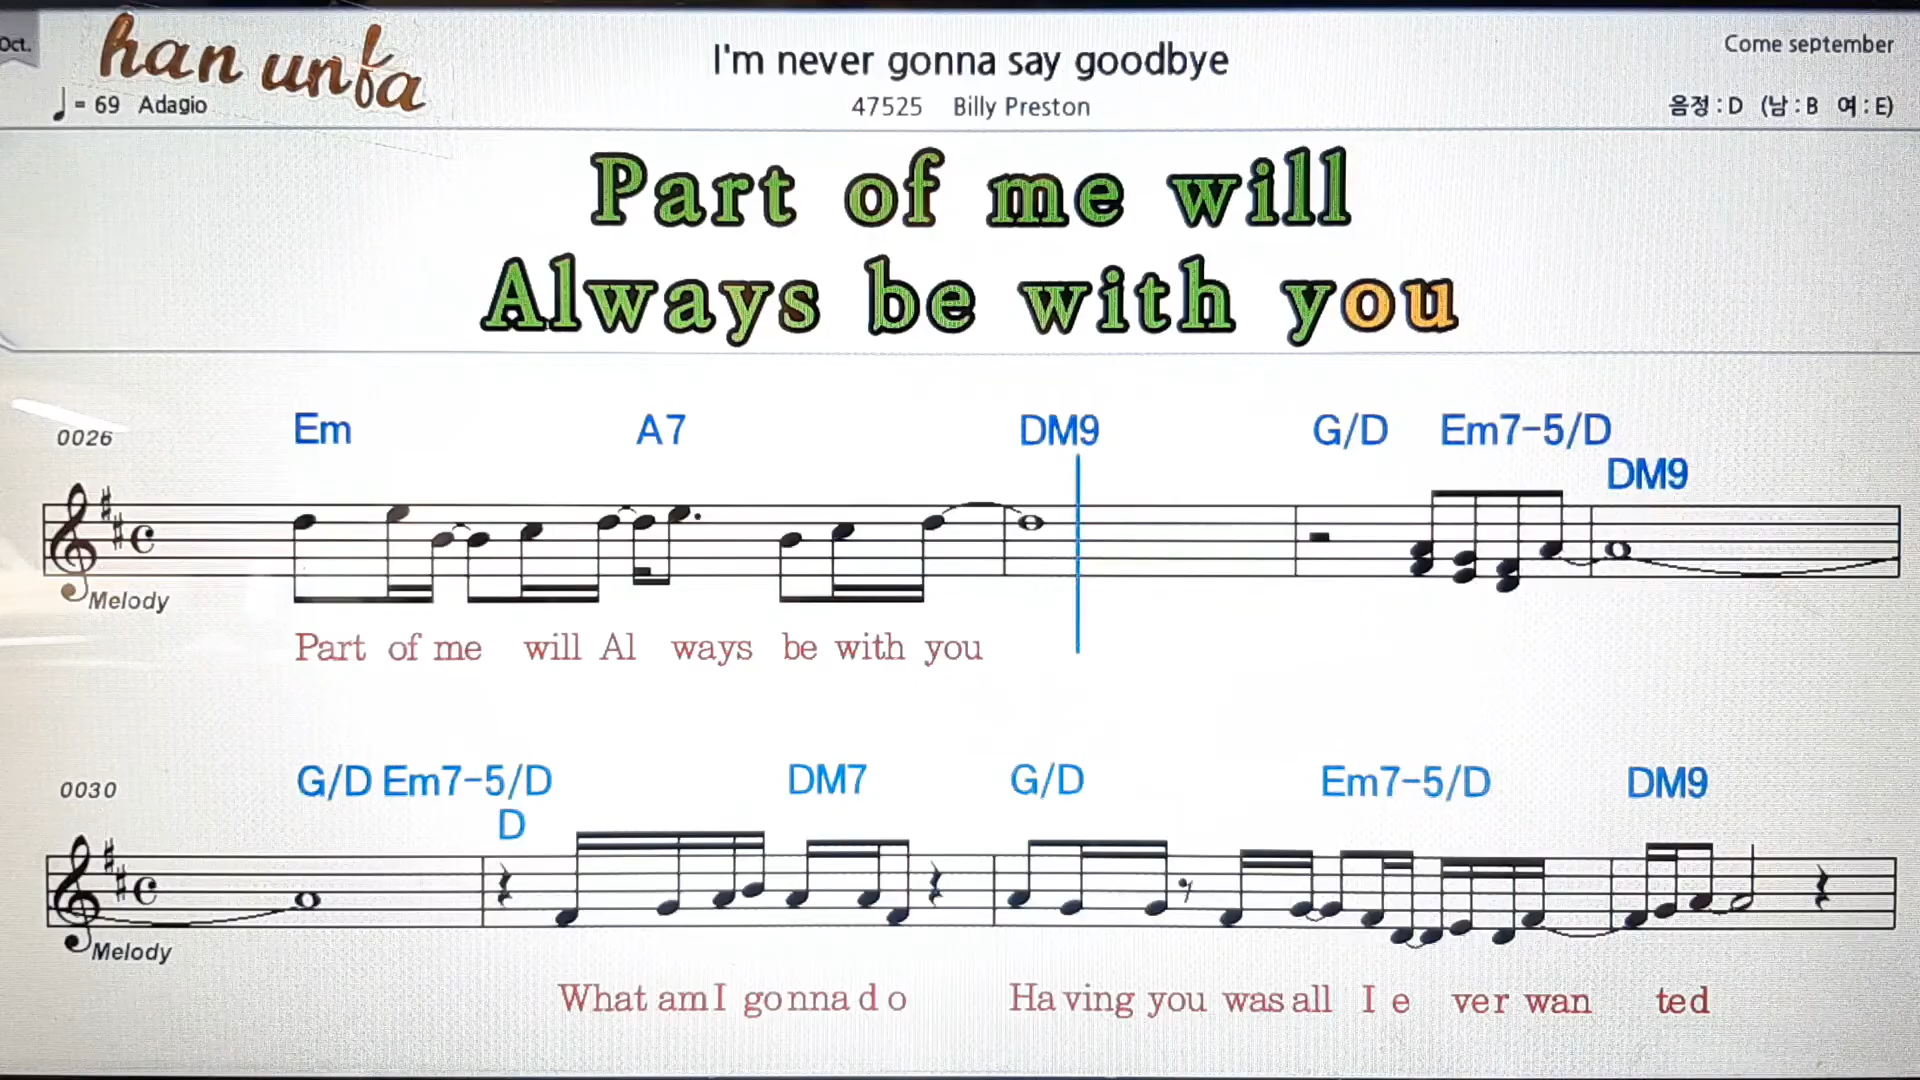 Oct.
han unfa
I'm never gonna say goodbye
Come september
♩ = 69 Adagio
47525 Billy Preston
음정 : D (남 : B 여 : E)
Part of me will
Always be with you
0026
Em A7 DM9 G/D Em7-5/D
DM9
Melody
Part of me will Al ways be with you
0030
G/D Em7-5/D DM7 G/D Em7-5/D DM9
D
Melody
What am I gonna do Having you was all I e ver wan ted